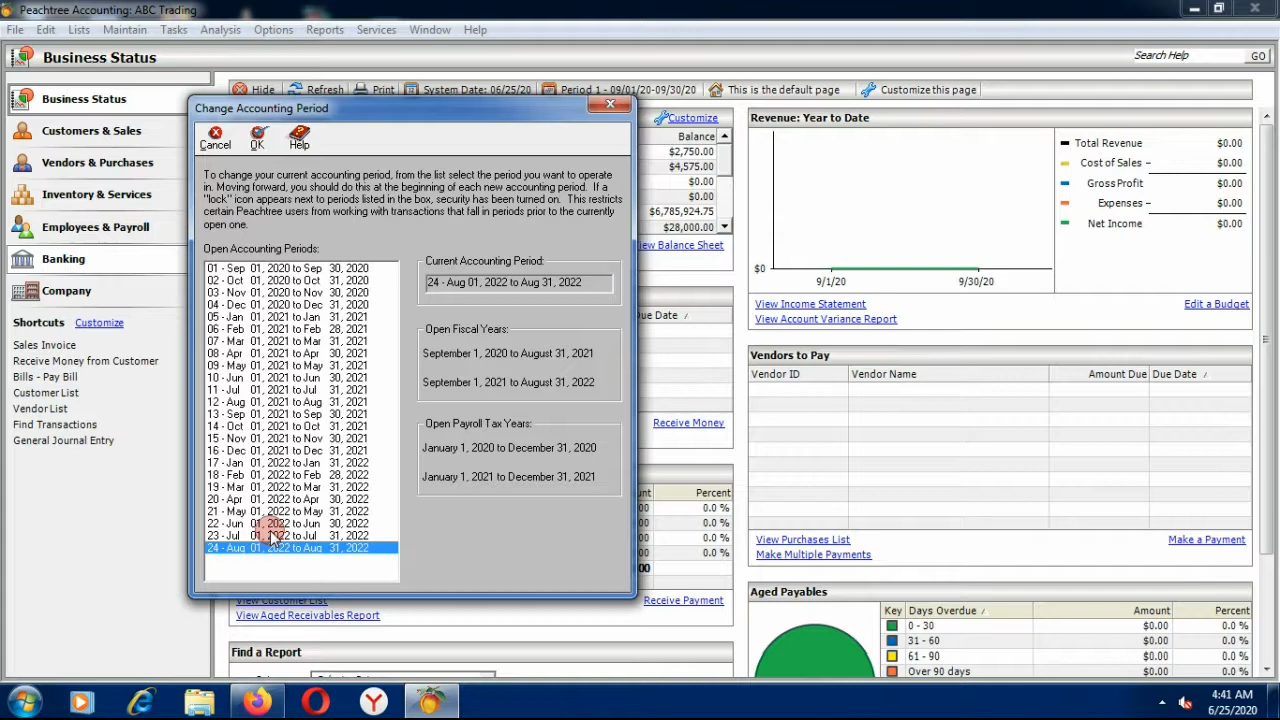 Peachtree Accounting: ABC Trading
File Edit Lists Maintain Tasks Analysis Options Reports Services Window Help
Business Status
Search Help GO
Business Status
Customers & Sales
Vendors & Purchases
Inventory & Services
Employees & Payroll
Banking
Company
Shortcuts Customize
Sales Invoice
Receive Money from Customer
Bills - Pay Bill
Customer List
Vendor List
Find Transactions
General Journal Entry
Hide Refresh Print System Date: 06/25/20 Period 1 - 09/01/20-09/30/20 This is the default page Customize this page
Change Accounting Period
Cancel OK Help
To change your current accounting period, from the list select the period you want to operate
in. Moving forward, you should do this at the beginning of each new accounting period. If a
"lock" icon appears next to periods listed in the box, security has been turned on. This restricts
certain Peachtree users from working with transactions that fall in periods prior to the currently
open one.
Open Accounting Periods:
01 - Sep 01, 2020 to Sep 30, 2020
02 - Oct 01, 2020 to Oct 31, 2020
03 - Nov 01, 2020 to Nov 30, 2020
04 - Dec 01, 2020 to Dec 31, 2020
05 - Jan 01, 2021 to Jan 31, 2021
06 - Feb 01, 2021 to Feb 28, 2021
07 - Mar 01, 2021 to Mar 31, 2021
08 - Apr 01, 2021 to Apr 30, 2021
09 - May 01, 2021 to May 31, 2021
10 - Jun 01, 2021 to Jun 30, 2021
11 - Jul 01, 2021 to Jul 31, 2021
12 - Aug 01, 2021 to Aug 31, 2021
13 - Sep 01, 2021 to Sep 30, 2021
14 - Oct 01, 2021 to Oct 31, 2021
15 - Nov 01, 2021 to Nov 30, 2021
16 - Dec 01, 2021 to Dec 31, 2021
17 - Jan 01, 2022 to Jan 31, 2022
18 - Feb 01, 2022 to Feb 28, 2022
19 - Mar 01, 2022 to Mar 31, 2022
20 - Apr 01, 2022 to Apr 30, 2022
21 - May 01, 2022 to May 31, 2022
22 - Jun 01, 2022 to Jun 30, 2022
23 - Jul 01, 2022 to Jul 31, 2022
24 - Aug 01, 2022 to Aug 31, 2022
Current Accounting Period:
24 - Aug 01, 2022 to Aug 31, 2022
Open Fiscal Years:
September 1, 2020 to August 31, 2021
September 1, 2021 to August 31, 2022
Open Payroll Tax Years:
January 1, 2020 to December 31, 2020
January 1, 2021 to December 31, 2021
Customize
Balance
$2,750.00
$4,575.00
$0.00
$0.00
$6,785,924.75
$28,000.00
View Balance Sheet
Due Date
Receive Money
Percent
0.0 %
0.0 %
0.0 %
0.0 %
View Customer List Receive Payment
View Aged Receivables Report
Find a Report
Revenue: Year to Date
$0
9/1/20 9/30/20
Total Revenue $0.00
Cost of Sales - $0.00
Gross Profit $0.00
Expenses - $0.00
Net Income $0.00
View Income Statement Edit a Budget
View Account Variance Report
Vendors to Pay
Vendor ID Vendor Name Amount Due Due Date
View Purchases List Make a Payment
Make Multiple Payments
Aged Payables
Key Days Overdue Amount Percent
0 - 30 $0.00 0.0 %
31 - 60 $0.00 0.0 %
61 - 90 $0.00 0.0 %
Over 90 days $0.00 0.0 %
4:41 AM
6/25/2020